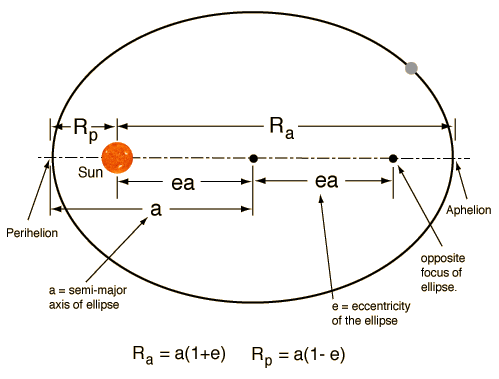 Rp
Ra
Sun
ea
ea
a
Perihelion
Aphelion
opposite
focus of
ellipse.
a = semi-major
axis of ellipse
e = eccentricity
of the ellipse
Ra = a(1+e) Rp = a(1- e)